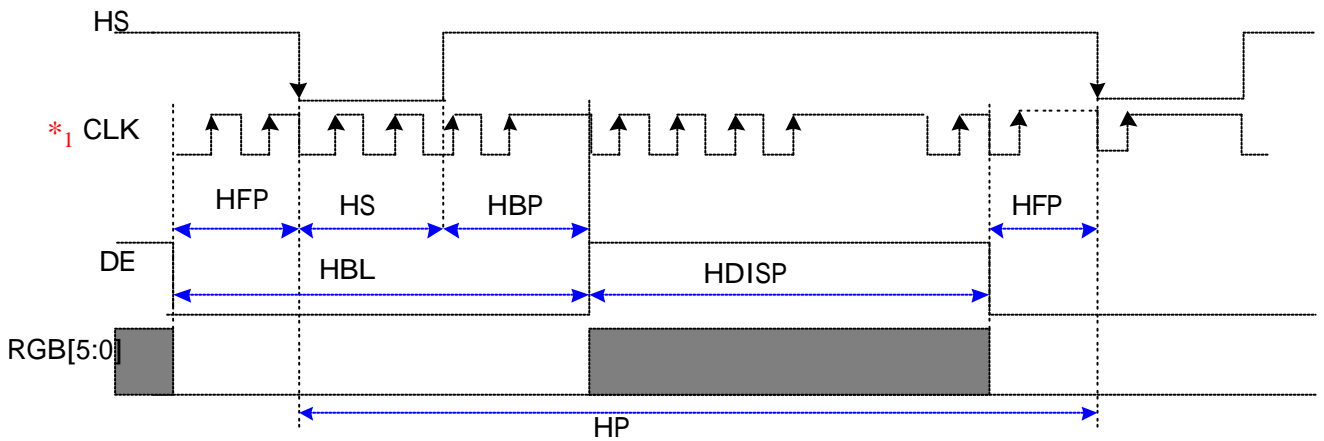 HS
*1 CLK
HFP HS HBP HFP
DE
HBL HDISP
RGB[5:0]
HP